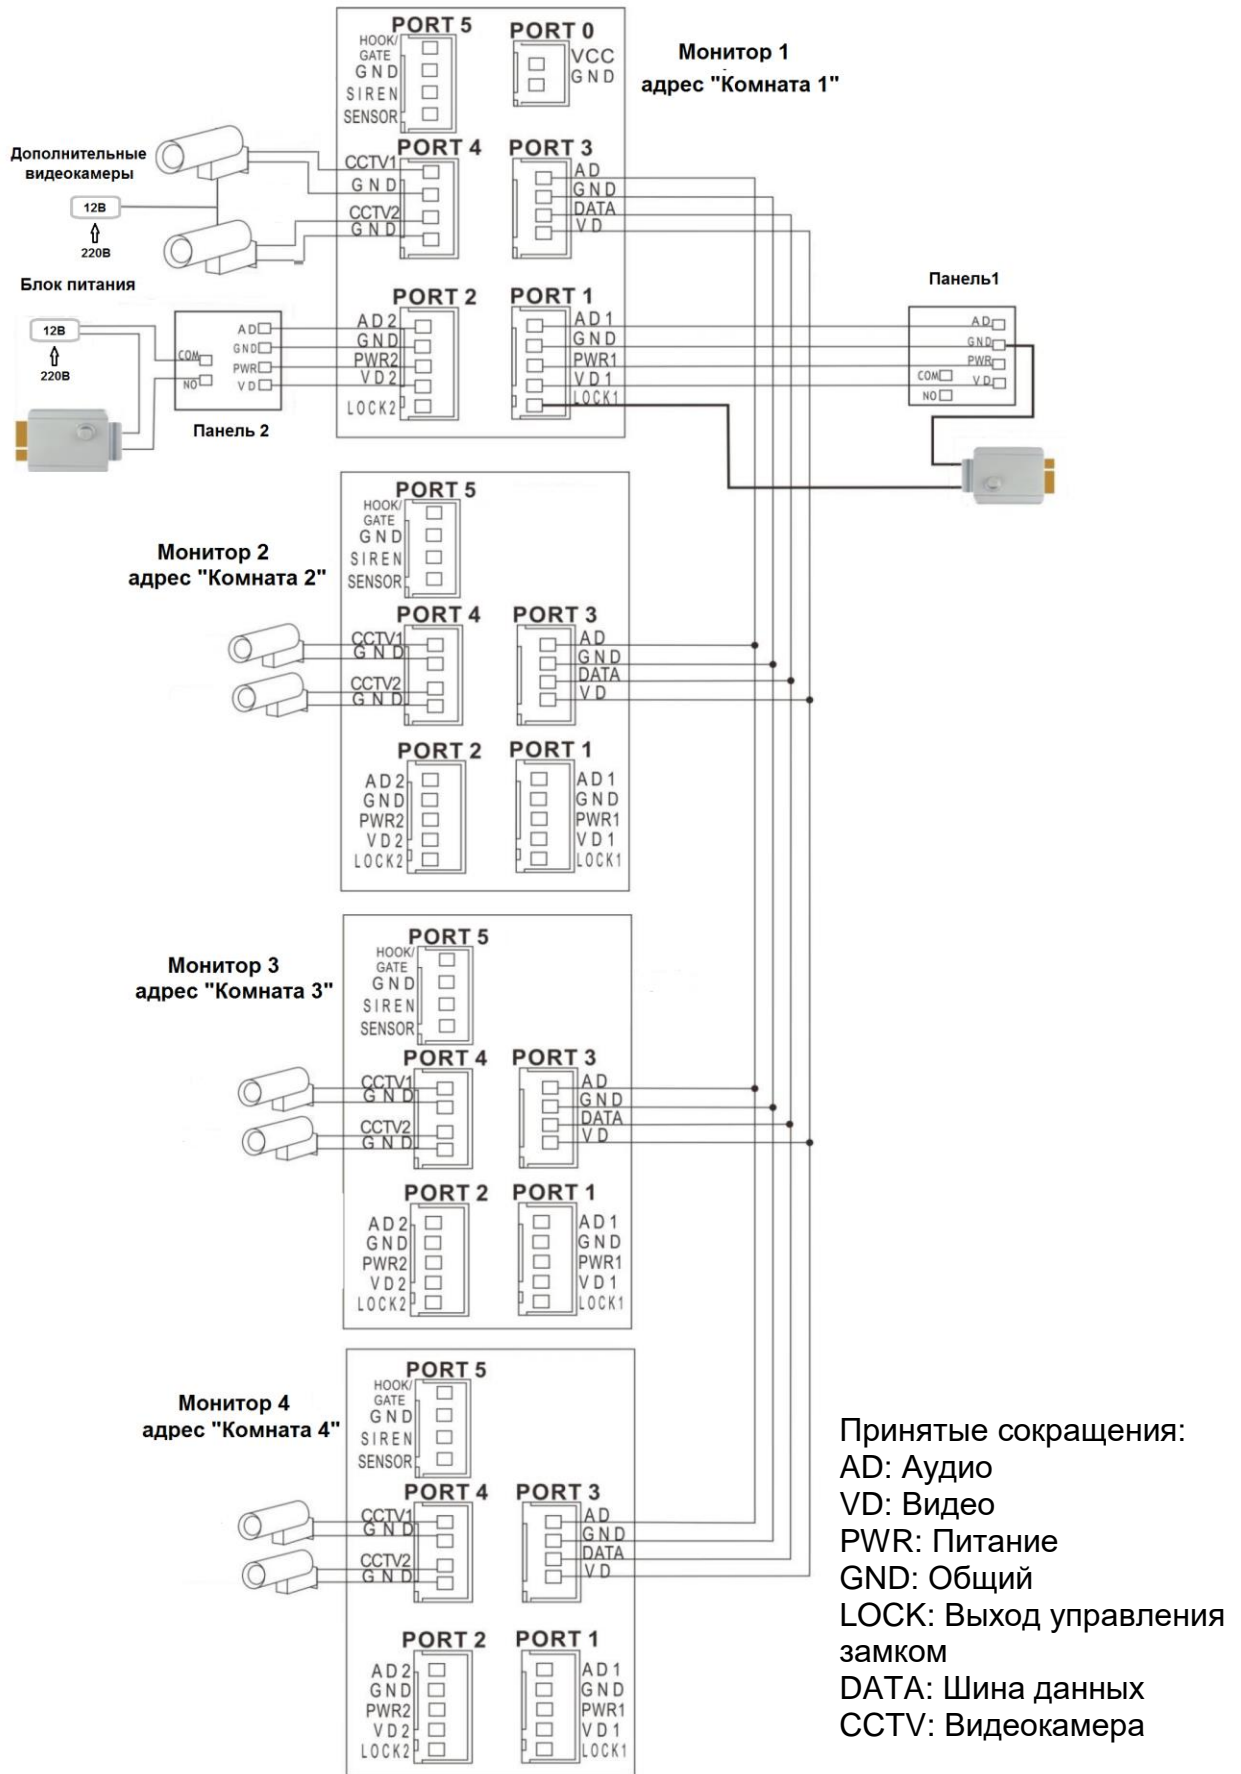 PORT 5
HOOK/
GATE
GND
SIREN
SENSOR
PORT 0
VCC
GND
Монитор 1
адрес "Комната 1"
Дополнительные
видеокамеры
12В
220В
PORT 4
CCTV1
GND
CCTV2
GND
PORT 3
AD
GND
DATA
VD
Блок питания
12В
220В
COM
NO
AD
GND
PWR
VD
Панель 2
PORT 2
AD2
GND
PWR2
VD2
LOCK2
PORT 1
AD1
GND
PWR1
VD1
LOCK1
Панель1
AD
GND
PWR
COM
VD
NO
Монитор 2
адрес "Комната 2"
PORT 5
HOOK/
GATE
GND
SIREN
SENSOR
PORT 4
CCTV1
GND
CCTV2
GND
PORT 3
AD
GND
DATA
VD
PORT 2
AD2
GND
PWR2
VD2
LOCK2
PORT 1
AD1
GND
PWR1
VD1
LOCK1
Монитор 3
адрес "Комната 3"
PORT 5
HOOK/
GATE
GND
SIREN
SENSOR
PORT 4
CCTV1
GND
CCTV2
GND
PORT 3
AD
GND
DATA
VD
PORT 2
AD2
GND
PWR2
VD2
LOCK2
PORT 1
AD1
GND
PWR1
VD1
LOCK1
Монитор 4
адрес "Комната 4"
PORT 5
HOOK/
GATE
GND
SIREN
SENSOR
PORT 4
CCTV1
GND
CCTV2
GND
PORT 3
AD
GND
DATA
VD
PORT 2
AD2
GND
PWR2
VD2
LOCK2
PORT 1
AD1
GND
PWR1
VD1
LOCK1
Принятые сокращения:
AD: Аудио
VD: Видео
PWR: Питание
GND: Общий
LOCK: Выход управления
замком
DATA: Шина данных
CCTV: Видеокамера